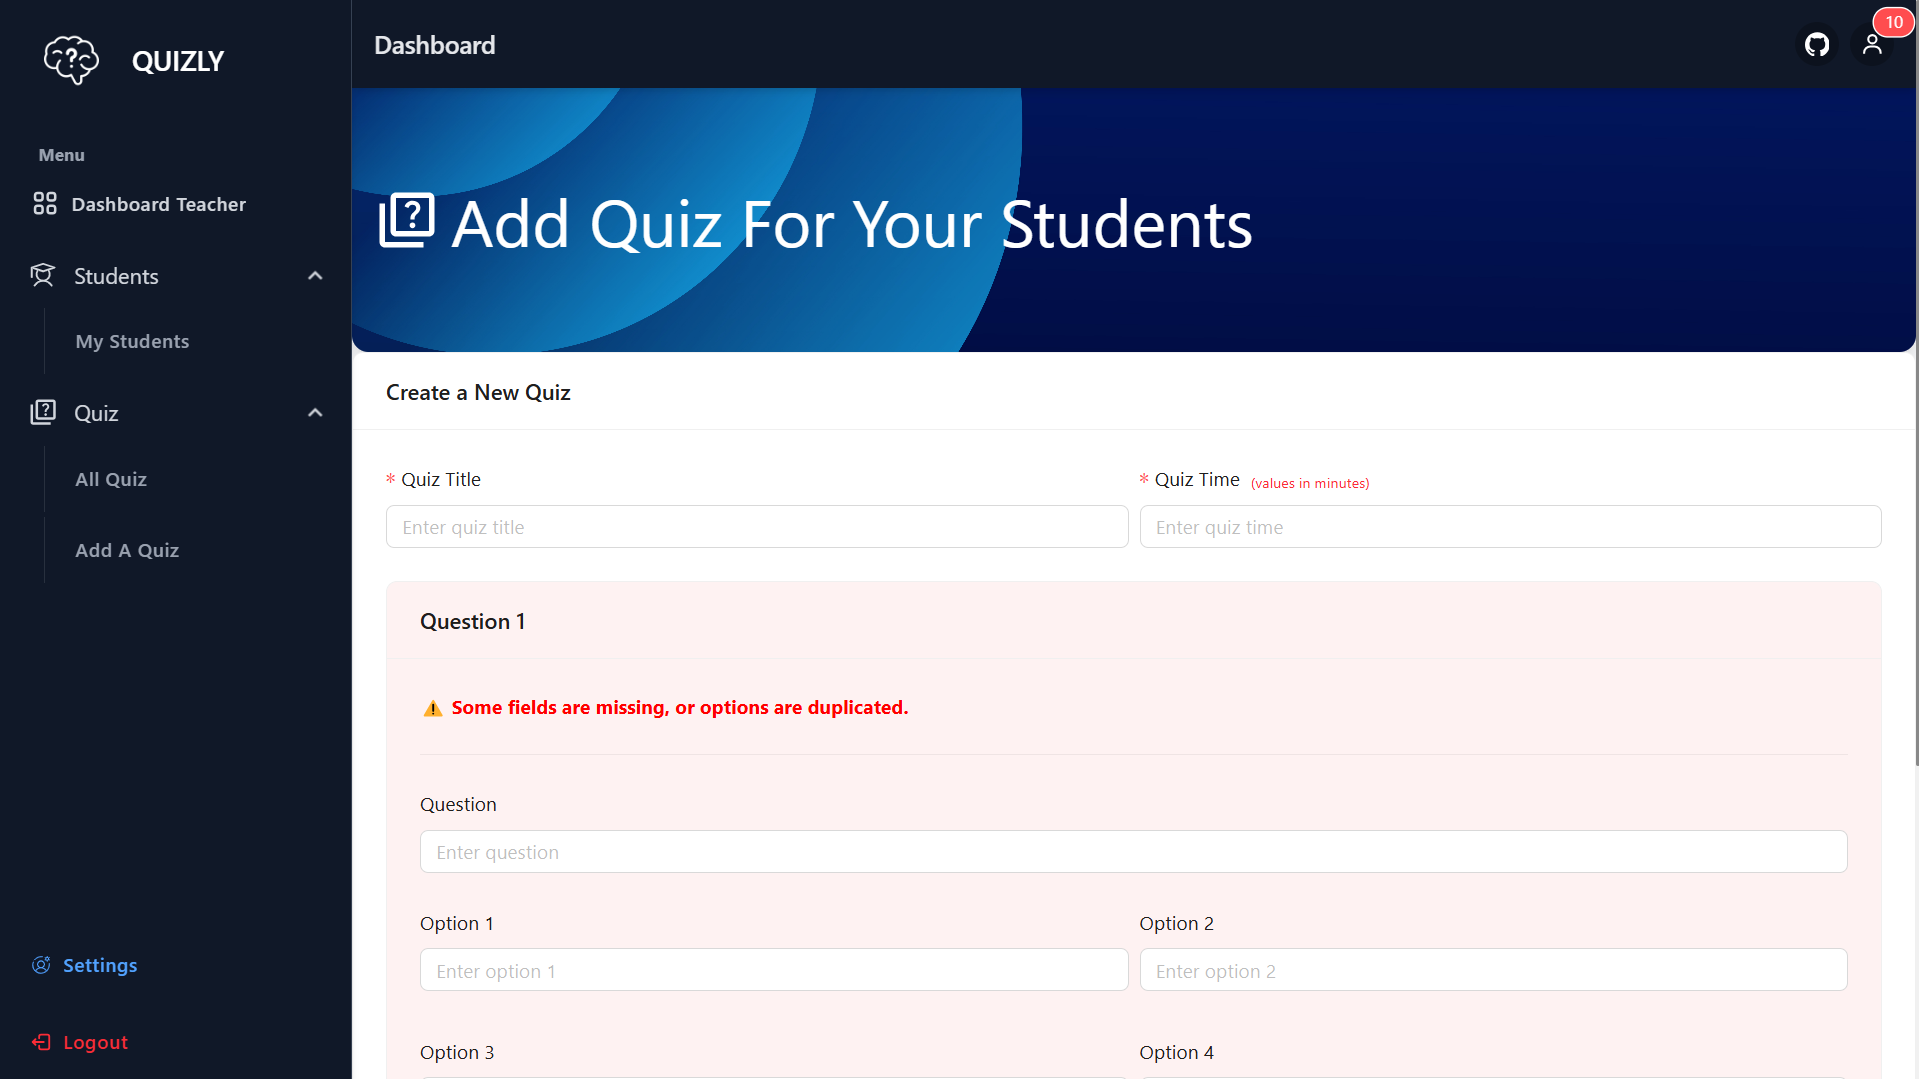 QUIZLY
Dashboard
10
Menu
Dashboard Teacher
Students
My Students
Quiz
All Quiz
Add A Quiz
Settings
Logout
Add Quiz For Your Students
Create a New Quiz
* Quiz Title
* Quiz Time (values in minutes)
Enter quiz title
Enter quiz time
Question 1
Some fields are missing, or options are duplicated.
Question
Enter question
Option 1
Option 2
Enter option 1
Enter option 2
Option 3
Option 4